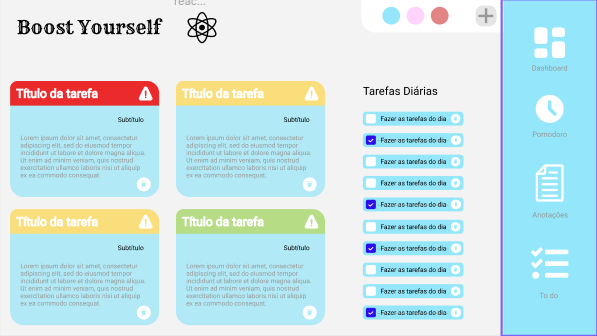 reac...
Boost Yourself
Título da tarefa
Subtítulo
Lorem ipsum dolor sit amet, consectetur
adipiscing elit, sed do eiusmod tempor
incididunt ut labore et dolore magna aliqua.
Ut enim ad minim veniam, quis nostrud
exercitation ullamco laboris nisi ut aliquip
ex ea commodo consequat.
Título da tarefa
Subtítulo
Lorem ipsum dolor sit amet, consectetur
adipiscing elit, sed do eiusmod tempor
incididunt ut labore et dolore magna aliqua.
Ut enim ad minim veniam, quis nostrud
exercitation ullamco laboris nisi ut aliquip
ex ea commodo consequat.
Título da tarefa
Subtítulo
Lorem ipsum dolor sit amet, consectetur
adipiscing elit, sed do eiusmod tempor
incididunt ut labore et dolore magna aliqua.
Ut enim ad minim veniam, quis nostrud
exercitation ullamco laboris nisi ut aliquip
ex ea commodo consequat.
Título da tarefa
Subtítulo
Lorem ipsum dolor sit amet, consectetur
adipiscing elit, sed do eiusmod tempor
incididunt ut labore et dolore magna aliqua.
Ut enim ad minim veniam, quis nostrud
exercitation ullamco laboris nisi ut aliquip
ex ea commodo consequat.
Tarefas Diárias
Fazer as tarefas do dia
Fazer as tarefas do dia
Fazer as tarefas do dia
Fazer as tarefas do dia
Fazer as tarefas do dia
Fazer as tarefas do dia
Fazer as tarefas do dia
Fazer as tarefas do dia
Fazer as tarefas do dia
Fazer as tarefas do dia
Dashboard
Pomodoro
Anotações
To do